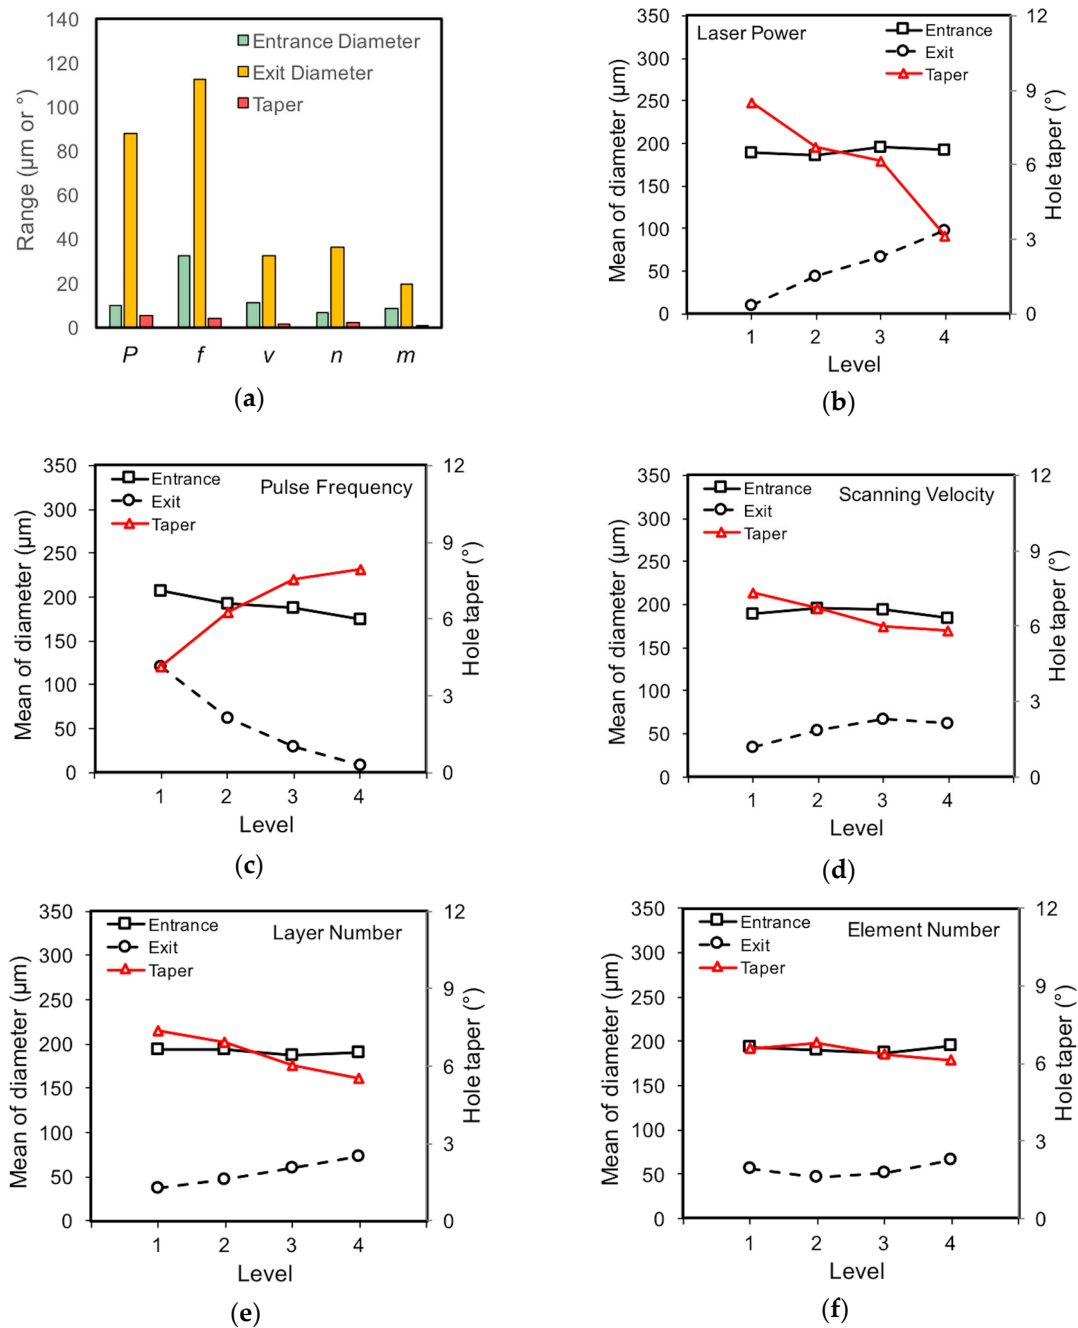 140
120
100
80
60
40
20
0
Range (μm or °)
Entrance Diameter
Exit Diameter
Taper
P f v n m
(a)
350
300
250
200
150
100
50
0
Mean of diameter (μm)
Laser Power
Entrance
Exit
Taper
12
9
6
3
0
Hole taper (°)
1 2 3 4
Level
(b)
350
300
250
200
150
100
50
0
Mean of diameter (μm)
Entrance
Exit
Taper
Pulse Frequency
12
9
6
3
0
Hole taper (°)
1 2 3 4
Level
(c)
350
300
250
200
150
100
50
0
Mean of diameter (μm)
Entrance
Exit
Taper
Scanning Velocity
12
9
6
3
0
Hole taper (°)
1 2 3 4
Level
(d)
350
300
250
200
150
100
50
0
Mean of diameter (μm)
Entrance
Exit
Taper
Layer Number
12
9
6
3
0
Hole taper (°)
1 2 3 4
Level
(e)
350
300
250
200
150
100
50
0
Mean of diameter (μm)
Entrance
Exit
Taper
Element Number
12
9
6
3
0
Hole taper (°)
1 2 3 4
Level
(f)